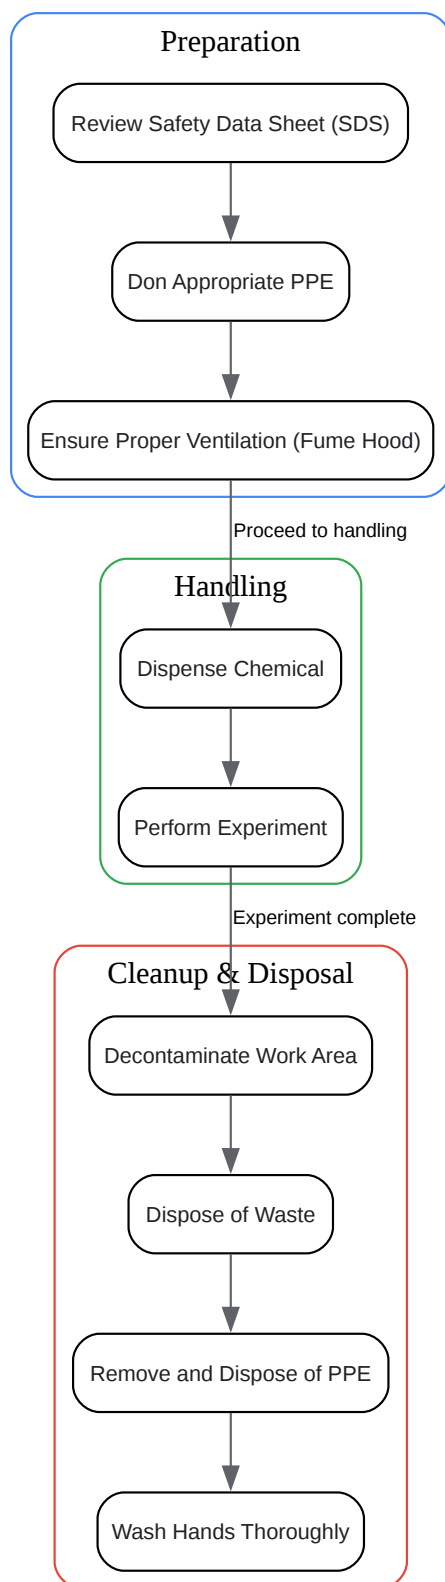 Preparation
Review Safety Data Sheet (SDS)
Don Appropriate PPE
Ensure Proper Ventilation (Fume Hood)
Proceed to handling
Handling
Dispense Chemical
Perform Experiment
Experiment complete
Cleanup & Disposal
Decontaminate Work Area
Dispose of Waste
Remove and Dispose of PPE
Wash Hands Thoroughly